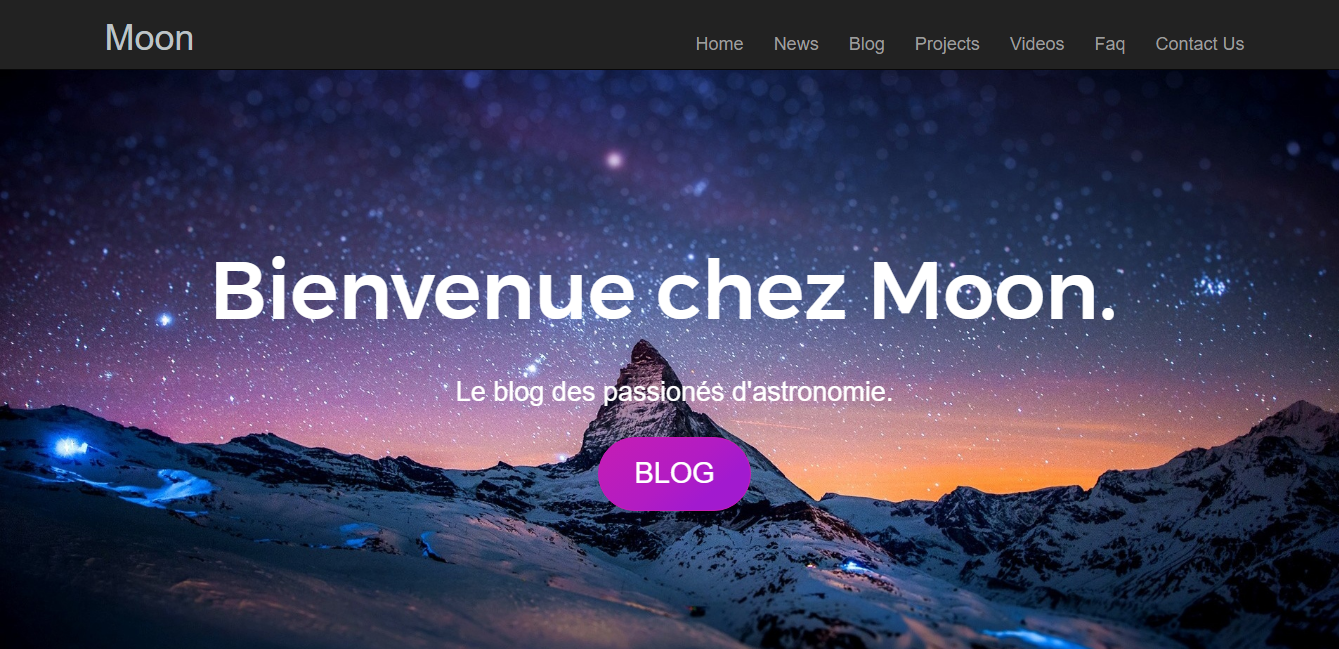 Moon
Home News Blog Projects Videos Faq Contact Us
Bienvenue chez Moon.
Le blog des passionés d'astronomie.
BLOG